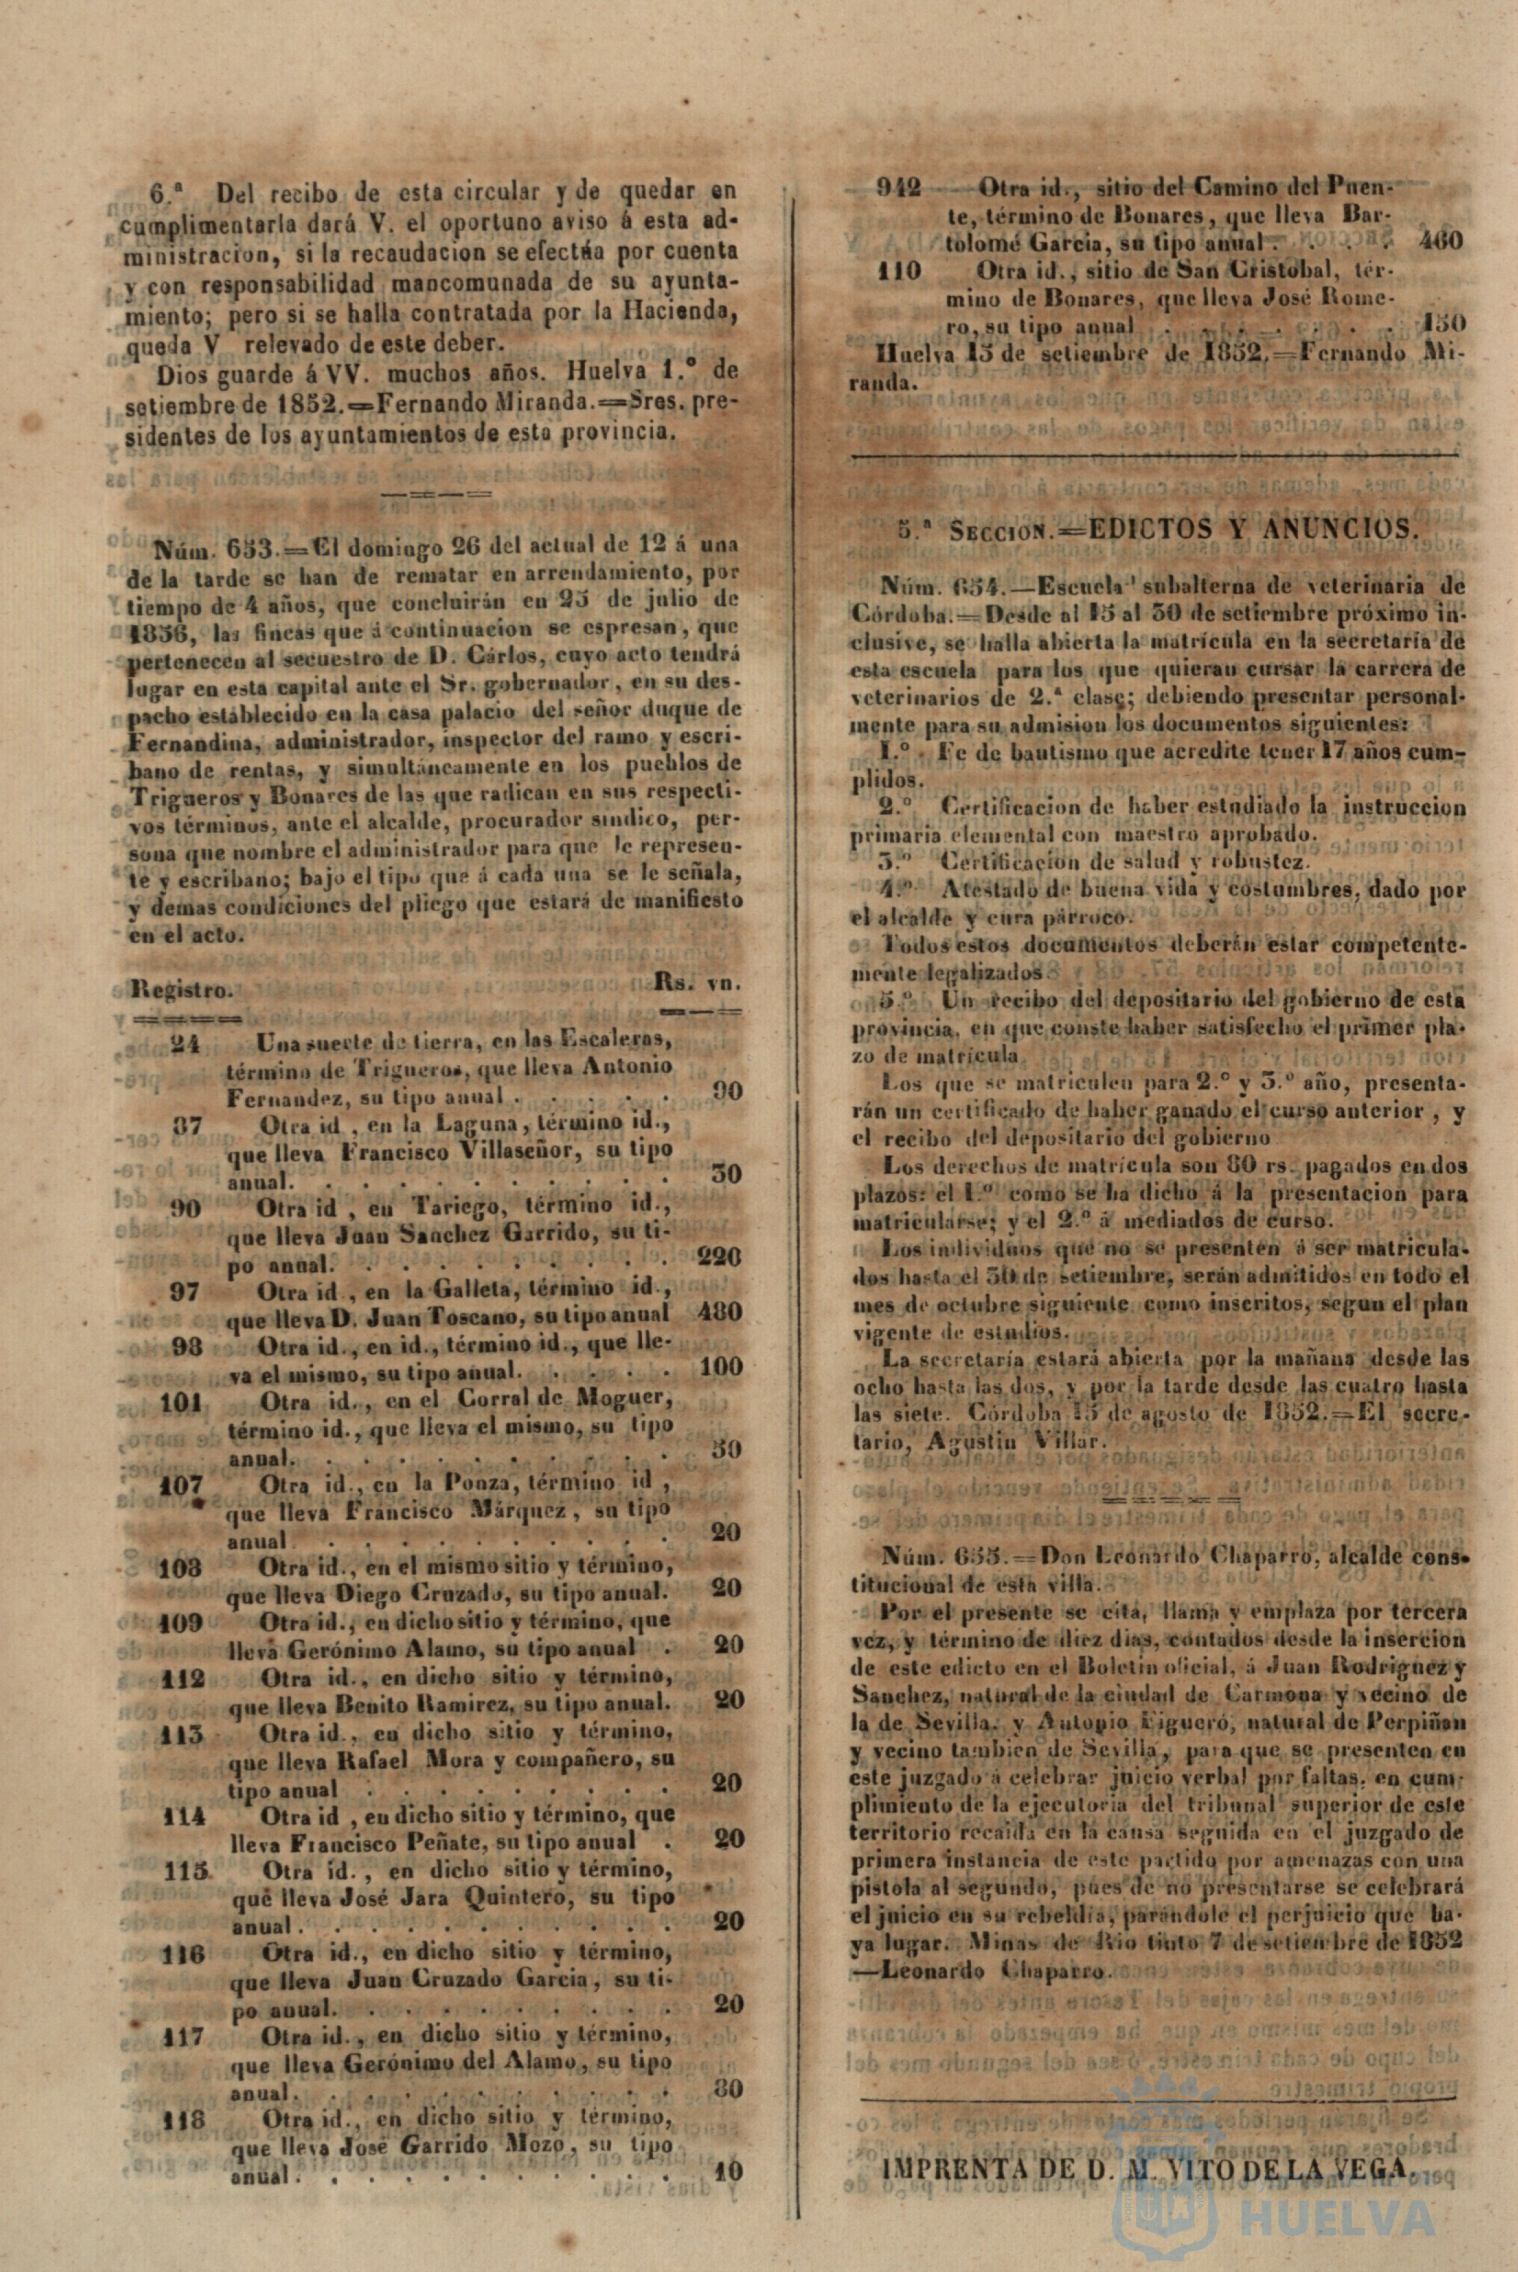 6.ª Del recibo de esta circular y de quedar en
cumplimentarla dará V. el oportuno aviso á esta ad-
ministracion, si la recaudacion se efectúa por cuenta
y con responsabilidad mancomunada de su ayunta-
miento; pero si se halla contratada por la Hacienda,
queda V relevado de este deber.
Dios guarde á VV. muchos años. Huelva 1.º de
setiembre de 1852.=Fernando Miranda.=Sres. pre-
sidentes de los ayuntamientos de esta provincia.
Núm. 653.=El domingo 26 del actual de 12 á una
de la tarde se han de rematar en arrendamiento, por
tiempo de 4 años, que concluirán en 25 de julio de
1856, las fincas que á continuacion se espresan, que
pertenecen al secuestro de D. Cárlos, cuyo acto tendrá
lugar en esta capital ante el Sr. gobernador, en su des-
pacho establecido en la casa palacio del señor duque de
Fernandina, administrador, inspector del ramo y escri-
bano de rentas, y simultáneamente en los pueblos de
Trigueros y Bonares de las que radican en sus respecti-
vos términos, ante el alcalde, procurador síndico, per-
sona que nombre el administrador para que le represen-
te y escribano; bajo el tipo que á cada una se le señala,
y demas condiciones del pliego que estará de manifiesto
en el acto.
Registro. Rs. vn.
24 Una suerte de tierra, en las Escaleras,
término de Trigueros, que lleva Antonio
Fernandez, su tipo anual . . . . . 90
87 Otra id , en la Laguna, término id.,
que lleva Francisco Villaseñor, su tipo
anual. . . . . . . . . . 30
90 Otra id , en Tariego, término id.,
que lleva Juan Sanchez Garrido, su ti-
po anual. . . . . . . . . 220
97 Otra id , en la Galleta, término id.,
que lleva D. Juan Toscano, su tipo anual 480
98 Otra id., en id., término id., que lle-
va el mismo, su tipo anual. . . . . 100
101 Otra id., en el Corral de Moguer,
término id., que lleva el mismo, su tipo
anual. . . . . . . . . . 50
107 Otra id., en la Ponza, término id ,
que lleva Francisco Márquez, su tipo
anual . . . . . . . . . . 20
108 Otra id., en el mismo sitio y término,
que lleva Diego Cruzado, su tipo anual. 20
109 Otra id., en dicho sitio y término, que
lleva Gerónimo Alamo, su tipo anual . 20
112 Otra id., en dicho sitio y término,
que lleva Benito Ramirez, su tipo anual. 20
113 Otra id., en dicho sitio y término,
que lleva Rafael Mora y compañero, su
tipo anual . . . . . . . . 20
114 Otra id , en dicho sitio y término, que
lleva Francisco Peñate, su tipo anual . 20
115 Otra id., en dicho sitio y término,
que lleva José Jara Quintero, su tipo
anual . . . . . . . . . . 20
116 Otra id., en dicho sitio y término,
que lleva Juan Cruzado Garcia, su ti-
po anual. . . . . . . . . 20
117 Otra id., en dicho sitio y término,
que lleva Gerónimo del Alamo, su tipo
anual. . . . . . . . . . 80
118 Otra id., en dicho sitio y término,
que lleva José Garrido Mozo, su tipo
anual. . . . . . . . . . 10
942 Otra id., sitio del Camino del Puen-
te, término de Bonares, que lleva Bar-
tolomé Garcia, su tipo anual . . . . 460
110 Otra id., sitio de San Cristobal, tér-
mino de Bonares, que lleva José Rome-
ro, su tipo anual . . . . . . . 150
Huelva 15 de setiembre de 1852.=Fernando Mi-
randa.
5.ª SECCION.=EDICTOS Y ANUNCIOS.
Núm. 654.—Escuela subalterna de veterinaria de
Córdoba.=Desde al 15 al 30 de setiembre próximo in-
clusive, se halla abierta la matrícula en la secretaría de
esta escuela para los que quieran cursar la carrera de
veterinarios de 2.ª clase; debiendo presentar personal-
mente para su admision los documentos siguientes:
1.º Fe de bautismo que acredite tener 17 años cum-
plidos.
2.º Certificacion de haber estudiado la instruccion
primaria elemental con maestro aprobado.
3.º Certificacion de salud y robustez.
4.º Atestado de buena vida y costumbres, dado por
el alcalde y cura párroco.
Todos estos documentos deberán estar competente-
mente legalizados
5.º Un recibo del depositario del gobierno de esta
provincia, en que conste haber satisfecho el primer pla-
zo de matrícula
Los que se matriculen para 2.º y 3.º año, presenta-
rán un certificado de haber ganado el curso anterior, y
el recibo del depositario del gobierno
Los derechos de matrícula son 80 rs. pagados en dos
plazos: el 1.º como se ha dicho á la presentacion para
matricularse; y el 2.º á mediados de curso.
Los individuos que no se presenten á ser matricula-
dos hasta el 30 de setiembre, serán admitidos en todo el
mes de octubre siguiente como inscritos, segun el plan
vigente de estudios.
La secretaría estará abierta por la mañana desde las
ocho hasta las dos, y por la tarde desde las cuatro hasta
las siete. Córdoba 15 de agosto de 1852.=El secre-
tario, Agustin Villar.
Núm. 655.=Don Leonardo Chaparro, alcalde cons-
titucional de esta villa.
Por el presente se cita, llama y emplaza por tercera
vez, y término de diez dias, contados desde la insercion
de este edicto en el Boletin oficial, á Juan Rodriguez y
Sanchez, natural de la ciudad de Carmona y vecino de
la de Sevilla, y Antonio Figueró, natural de Perpiñan
y vecino tambien de Sevilla, para que se presenten en
este juzgado á celebrar juicio verbal por faltas, en cum-
plimiento de la ejecutoria del tribunal superior de este
territorio recaida en la causa seguida en el juzgado de
primera instancia de este partido por amenazas con una
pistola al segundo, pues de no presentarse se celebrará
el juicio en su rebeldía, parándole el perjuicio que ha-
ya lugar. Minas de Rio tinto 7 de setiembre de 1852
—Leonardo Chaparro.
IMPRENTA DE D. M. VITO DE LA VEGA.
HUELVA